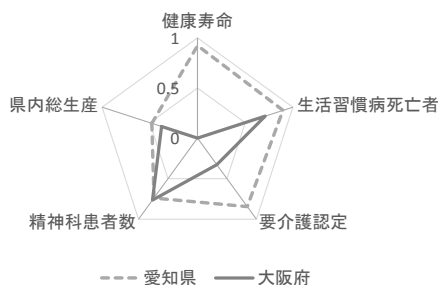 健康寿命
1
0.5
0
県内総生産
生活習慣病死亡者
精神科患者数
要介護認定
愛知県
大阪府